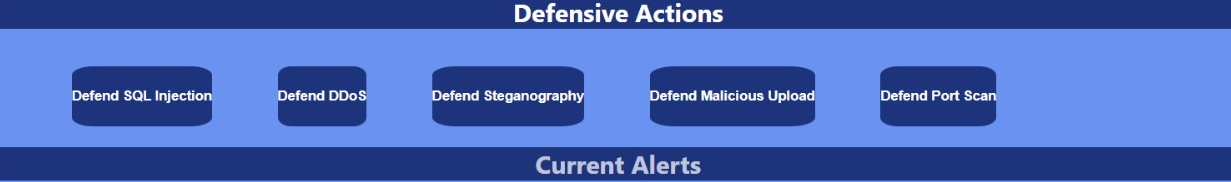 Defensive Actions
Defend SQL Injection
Defend DDoS
Defend Steganography
Defend Malicious Upload
Defend Port Scan
Current Alerts